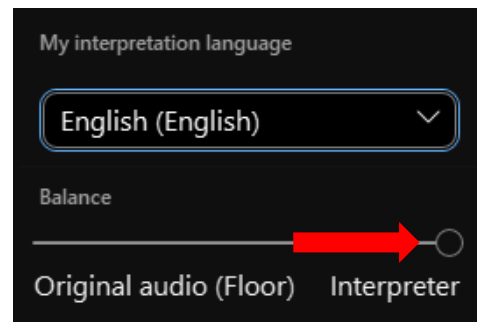 My interpretation language
English (English)
Balance
Original audio (Floor) Interpreter